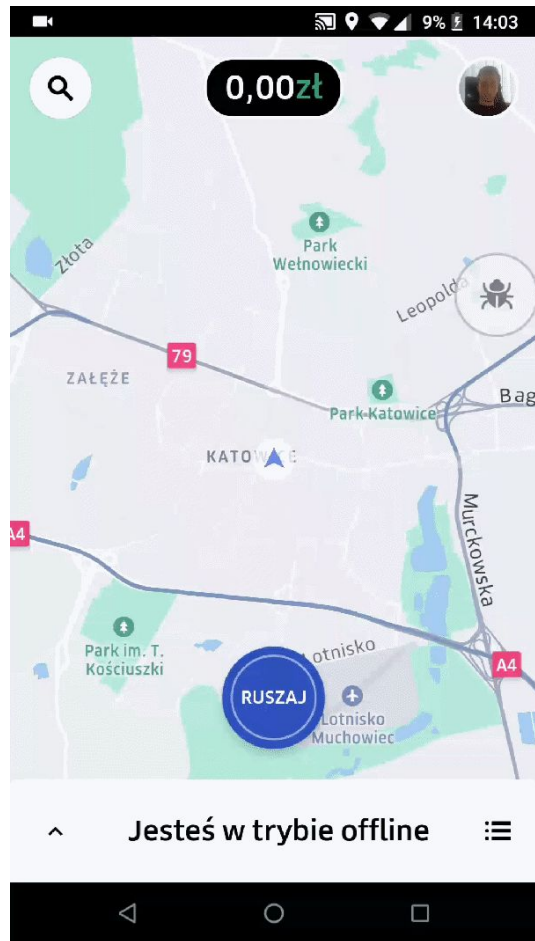 9% 14:03
0,00zł
Złota
Park
Wełnowiecki
Leopolda
79
ZAŁĘŻE
Bag
Park Katowice
KATOWICE
A4
Murckowska
Park im. T.
Kościuszki
Lotnisko
A4
RUSZAJ
Lotnisko
Muchowiec
Jesteś w trybie offline